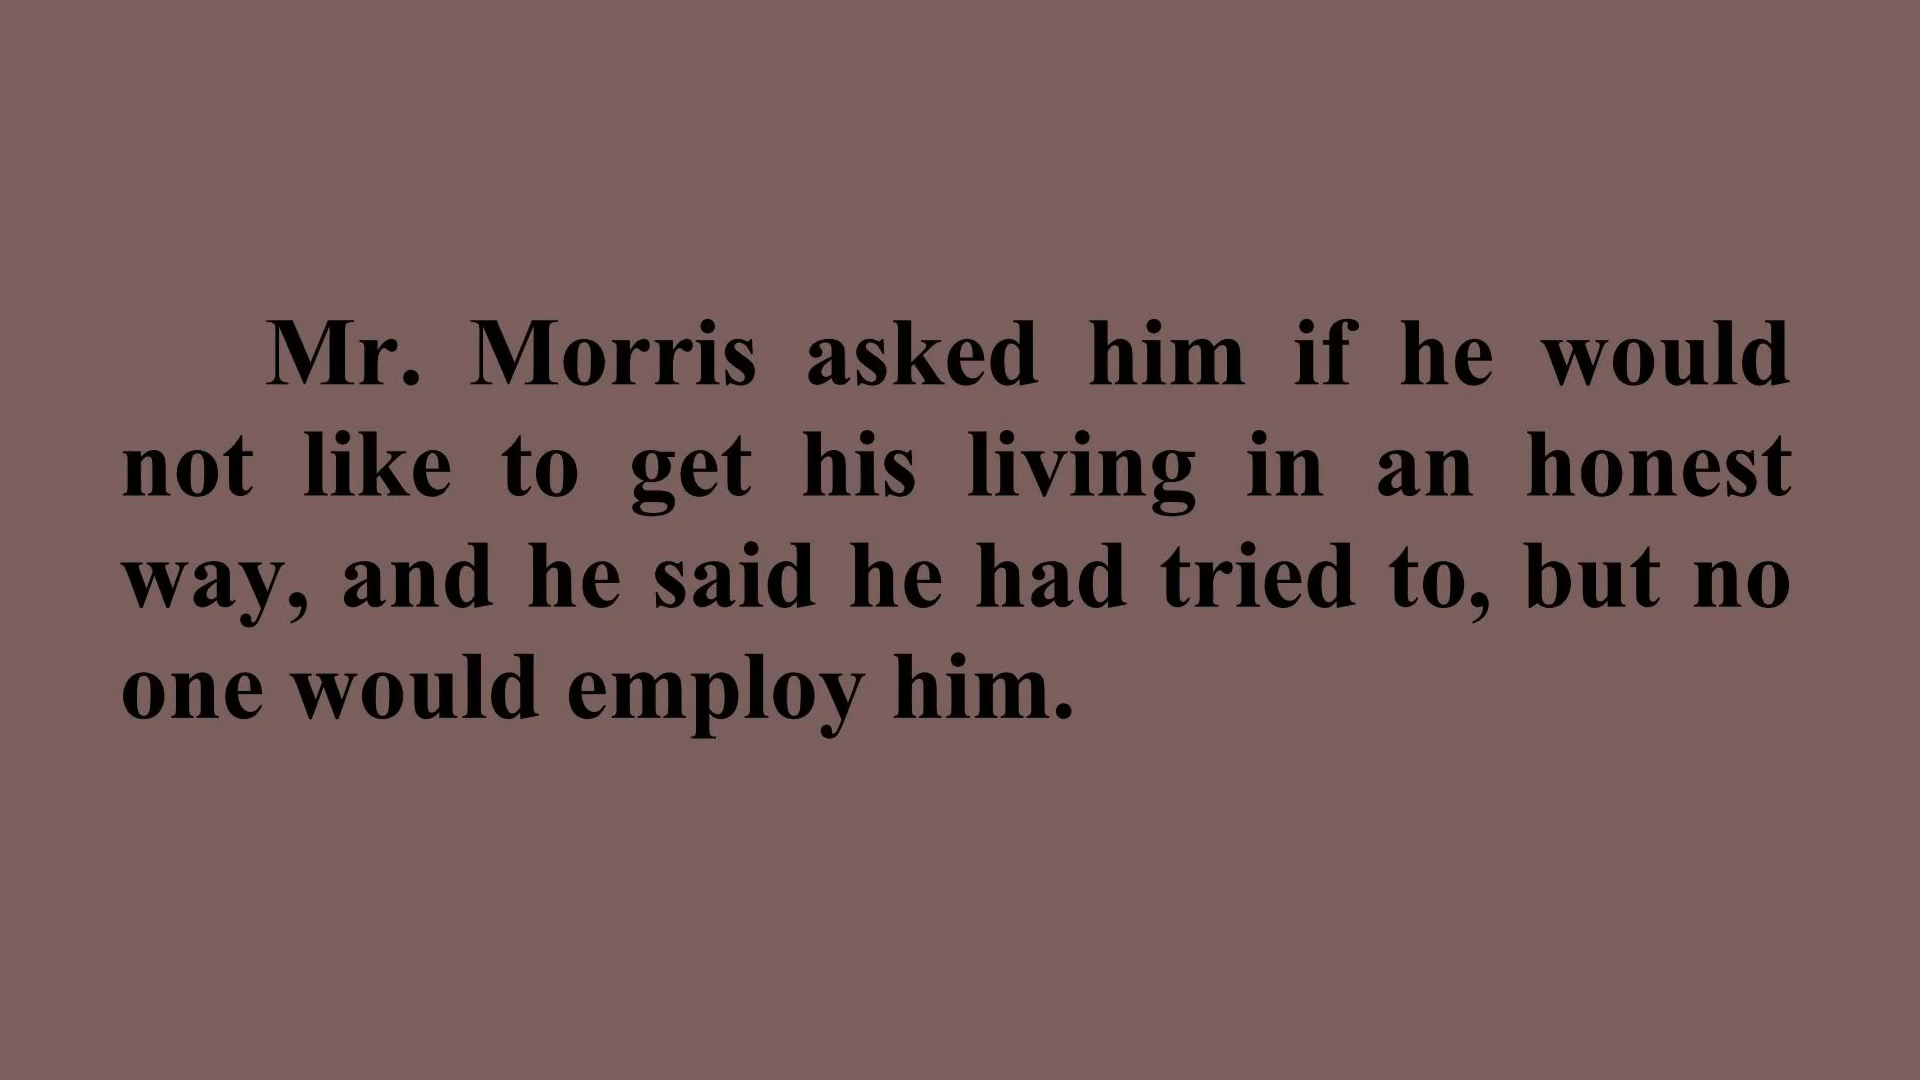 Mr. Morris asked him if he would
not like to get his living in an honest
way, and he said he had tried to, but no
one would employ him.